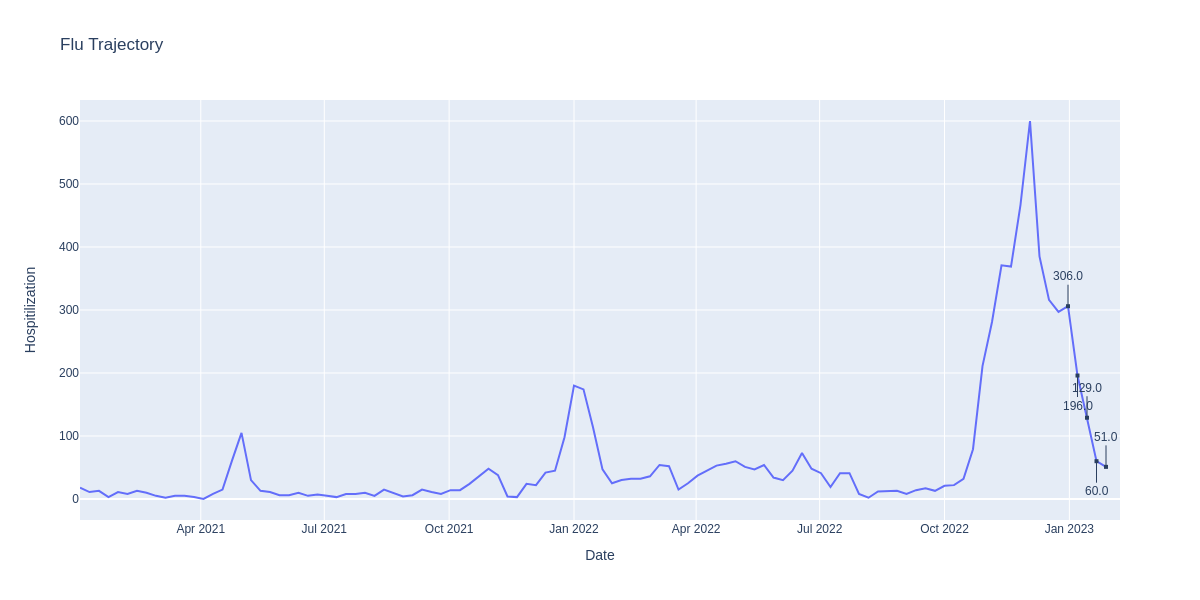 Flu Trajectory
600
500
400
300
200
100
0
Hospitilization
306.0
129.0
196.0
51.0
60.0
Apr 2021
Jul 2021
Oct 2021
Jan 2022
Apr 2022
Jul 2022
Oct 2022
Jan 2023
Date